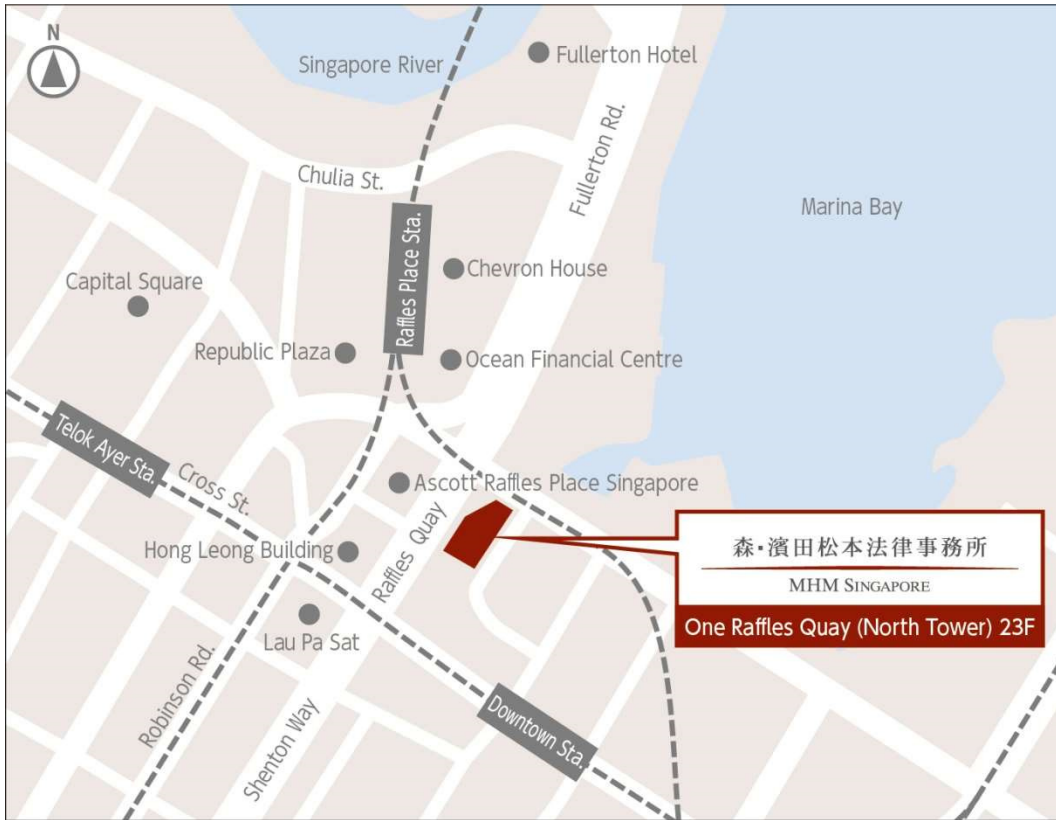 N
Singapore River
Fullerton Hotel
Fullerton Rd.
Chulia St.
Marina Bay
Raffles Place Sta.
Chevron House
Capital Square
Republic Plaza
Ocean Financial Centre
Telok Ayer Sta.
Cross St.
Ascott Raffles Place Singapore
Raffles Quay
Hong Leong Building
森・濱田松本法律事務所
MHM SINGAPORE
One Raffles Quay (North Tower) 23F
Lau Pa Sat
Robinson Rd.
Shenton Way
Downtown Sta.